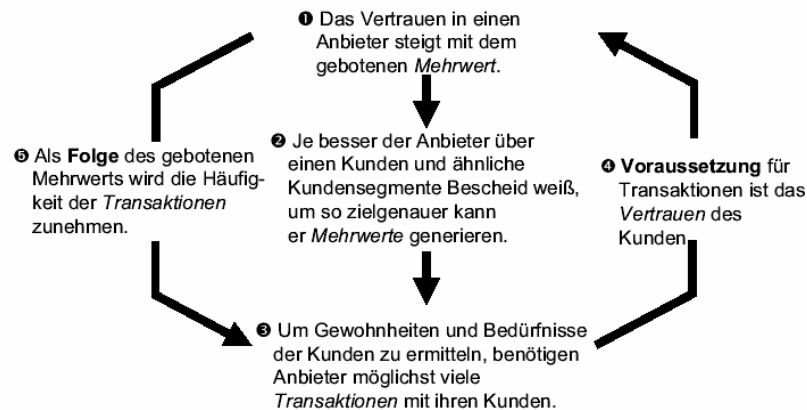 ❶ Das Vertrauen in einen
Anbieter steigt mit dem
gebotenen Mehrwert.
❷ Je besser der Anbieter über
einen Kunden und ähnliche
Kundensegmente Bescheid weiß,
um so zielgenauer kann
er Mehrwerte generieren.
❸ Um Gewohnheiten und Bedürfnisse
der Kunden zu ermitteln, benötigen
Anbieter möglichst viele
Transaktionen mit ihren Kunden.
❹ Voraussetzung für
Transaktionen ist das
Vertrauen des
Kunden
❺ Als Folge des gebotenen
Mehrwerts wird die Häufig-
keit der Transaktionen
zunehmen.